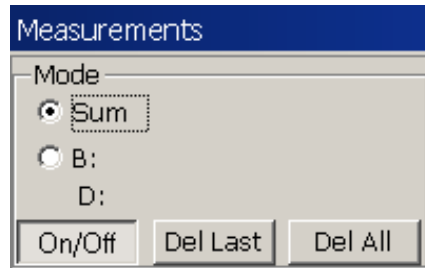 Measurements
Mode
Sum
B:
D:
On/Off Del Last Del All